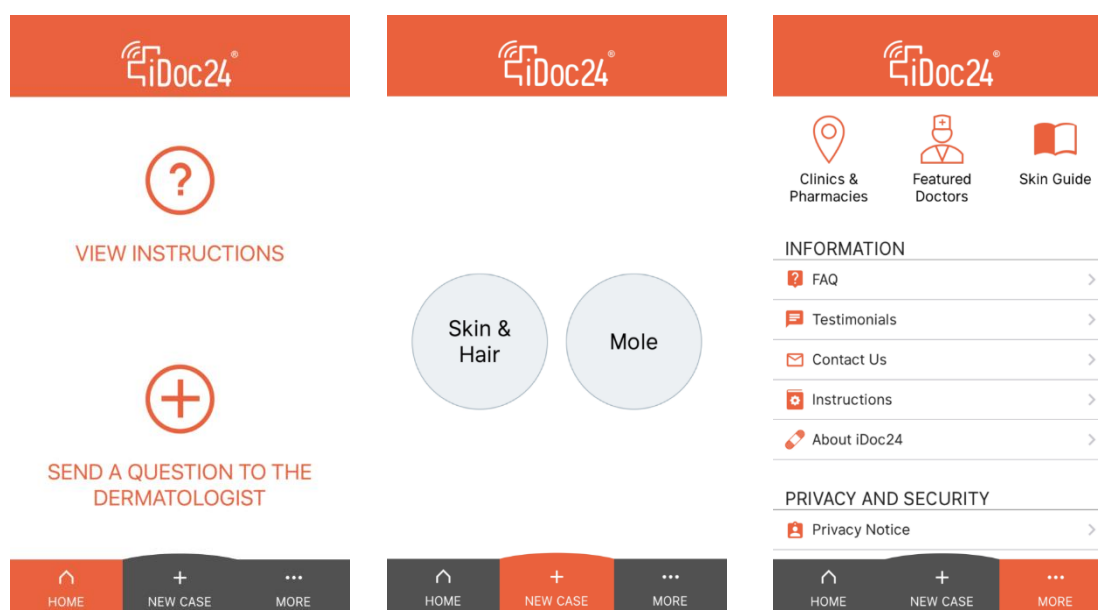 iDoc24®
?
VIEW INSTRUCTIONS
SEND A QUESTION TO THE
DERMATOLOGIST
HOME
NEW CASE
MORE
iDoc24®
Skin &
Hair
Mole
HOME
NEW CASE
MORE
iDoc24®
Clinics &
Pharmacies
Featured
Doctors
Skin Guide
INFORMATION
FAQ
Testimonials
Contact Us
Instructions
About iDoc24
PRIVACY AND SECURITY
Privacy Notice
HOME
NEW CASE
MORE